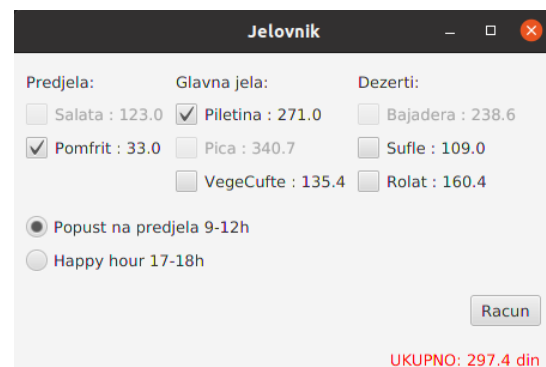 Jelovnik
Predjela: Glavna jela: Dezerti:
Salata : 123.0 Piletina : 271.0 Bajadera : 238.6
Pomfrit : 33.0 Pica : 340.7 Sufle : 109.0
VegeCufte : 135.4 Rolat : 160.4
Popust na predjela 9-12h
Happy hour 17-18h
Racun
UKUPNO: 297.4 din